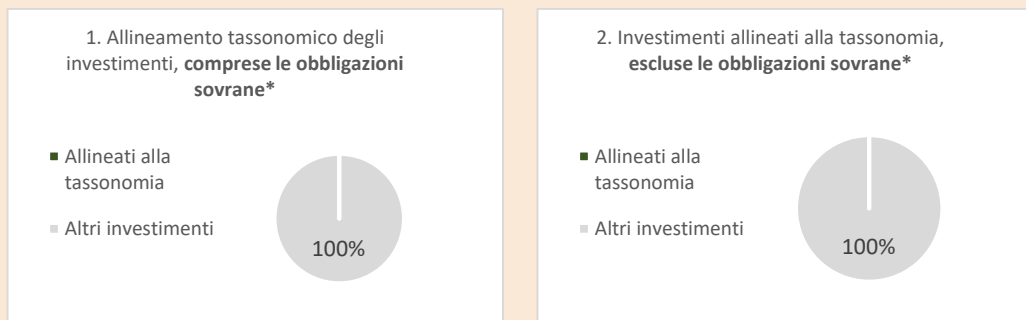 1. Allineamento tassonomico degli
investimenti, comprese le obbligazioni
sovrane*
Allineati alla
tassonomia
Altri investimenti
100%
2. Investimenti allineati alla tassonomia,
escluse le obbligazioni sovrane*
Allineati alla
tassonomia
Altri investimenti
100%